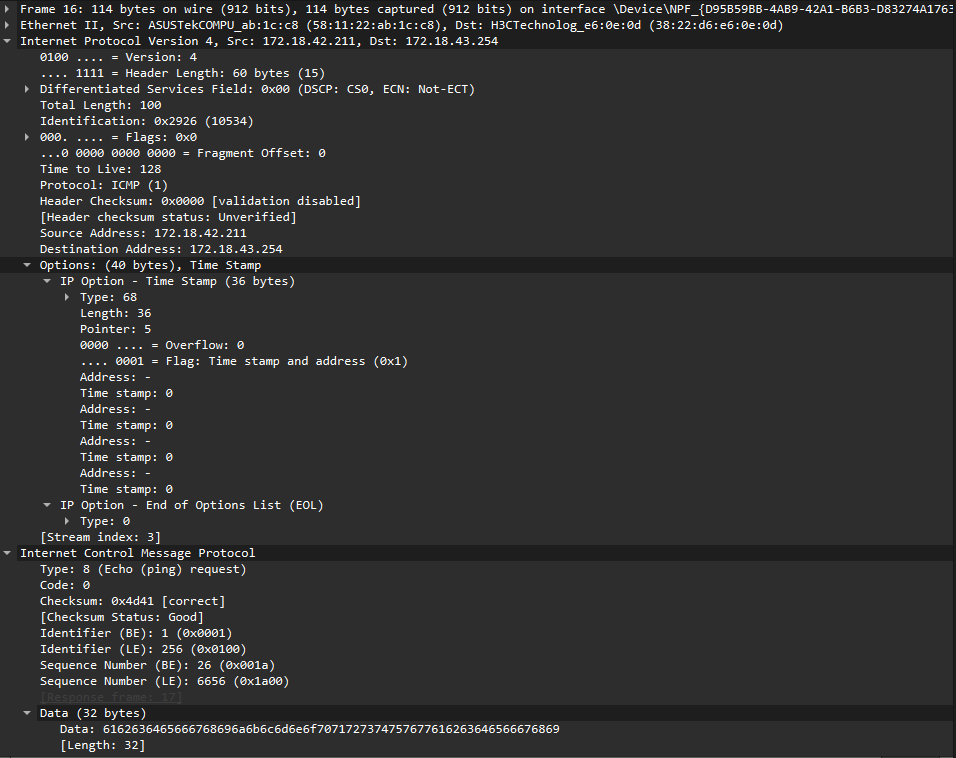 Frame 16: 114 bytes on wire (912 bits), 114 bytes captured (912 bits) on interface \Device\NPF_{D95B59BB-4AB9-42A1-B6B3-D83274A1763
Ethernet II, Src: ASUSTekCOMPU_ab:1c:c8 (58:11:22:ab:1c:c8), Dst: H3CTechnolog_e6:0e:0d (38:22:d6:e6:0e:0d)
Internet Protocol Version 4, Src: 172.18.42.211, Dst: 172.18.43.254
0100 .... = Version: 4
.... 1111 = Header Length: 60 bytes (15)
Differentiated Services Field: 0x00 (DSCP: CS0, ECN: Not-ECT)
Total Length: 100
Identification: 0x2926 (10534)
000. .... = Flags: 0x0
...0 0000 0000 0000 = Fragment Offset: 0
Time to Live: 128
Protocol: ICMP (1)
Header Checksum: 0x0000 [validation disabled]
[Header checksum status: Unverified]
Source Address: 172.18.42.211
Destination Address: 172.18.43.254
Options: (40 bytes), Time Stamp
IP Option - Time Stamp (36 bytes)
Type: 68
Length: 36
Pointer: 5
0000 .... = Overflow: 0
.... 0001 = Flag: Time stamp and address (0x1)
Address: -
Time stamp: 0
Address: -
Time stamp: 0
Address: -
Time stamp: 0
Address: -
Time stamp: 0
IP Option - End of Options List (EOL)
Type: 0
[Stream index: 3]
Internet Control Message Protocol
Type: 8 (Echo (ping) request)
Code: 0
Checksum: 0x4d41 [correct]
[Checksum Status: Good]
Identifier (BE): 1 (0x0001)
Identifier (LE): 256 (0x0100)
Sequence Number (BE): 26 (0x001a)
Sequence Number (LE): 6656 (0x1a00)
[Response frame: 17]
Data (32 bytes)
Data: 6162636465666768696a6b6c6d6e6f7071727374757677616263646566676869
[Length: 32]